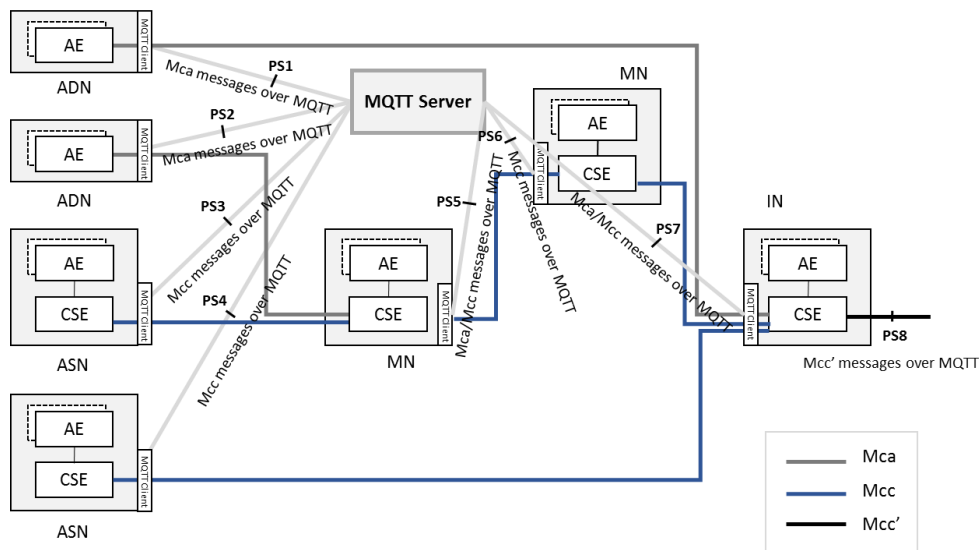 AE
MQTT Client
ADN
PS1
Mca messages over MQTT
MQTT Server
MN
AE
CSE
MQTT Client
AE
MQTT Client
ADN
PS2
Mca messages over MQTT
PS6
Mcc messages over MQTT
PS3
Mcc messages over MQTT
PS5
Mca/Mcc messages over MQTT
PS7
Mca/Mcc messages over MQTT
IN
AE
CSE
MQTT Client
ASN
PS4
Mcc messages over MQTT
AE
CSE
MQTT Client
MN
AE
CSE
MQTT Client
PS8
Mcc' messages over MQTT
AE
CSE
MQTT Client
ASN
Mca
Mcc
Mcc'